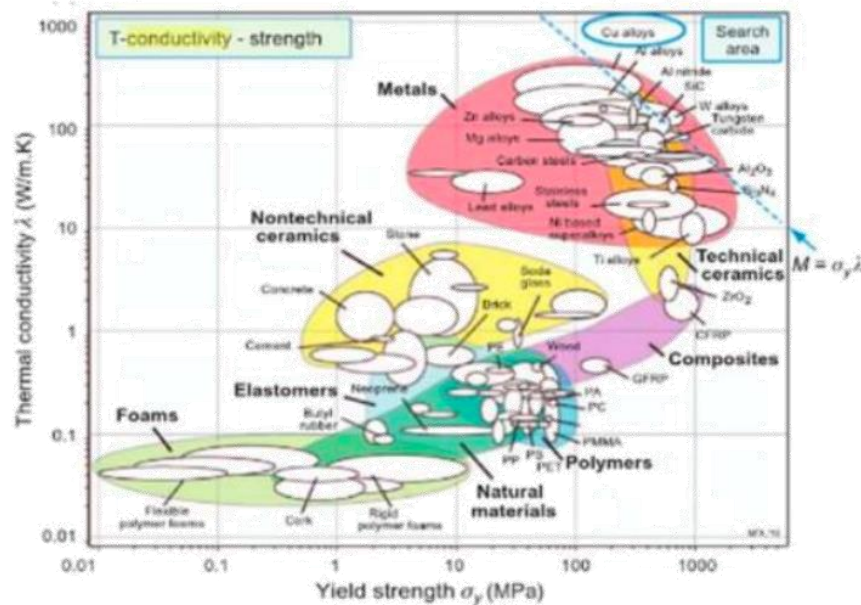 T-conductivity - strength
Search
area
Cu alloys
Al alloys
Al nitride
SiC
W alloys
Tungsten
carbide
Metals
Zn alloys
Mg alloys
Carbon steels
Al2O3
Si3N4
Lead alloys
Stainless
steels
Ni based
superalloys
Ti alloys
Technical
ceramics
M = σy λ
ZrO2
CFRP
Nontechnical
ceramics
Stone
Soda
glass
Concrete
Brick
Cement
Composites
GFRP
PE
Wood
Elastomers
Neoprene
Butyl
rubber
PA
PC
PMMA
PP
PS
PET
Polymers
Foams
Natural
materials
Flexible
polymer foams
Cork
Rigid
polymer foams
1000
100
10
1
0.1
0.01
Thermal conductivity λ (W/m.K)
0.01
0.1
1
10
100
1000
Yield strength σy (MPa)